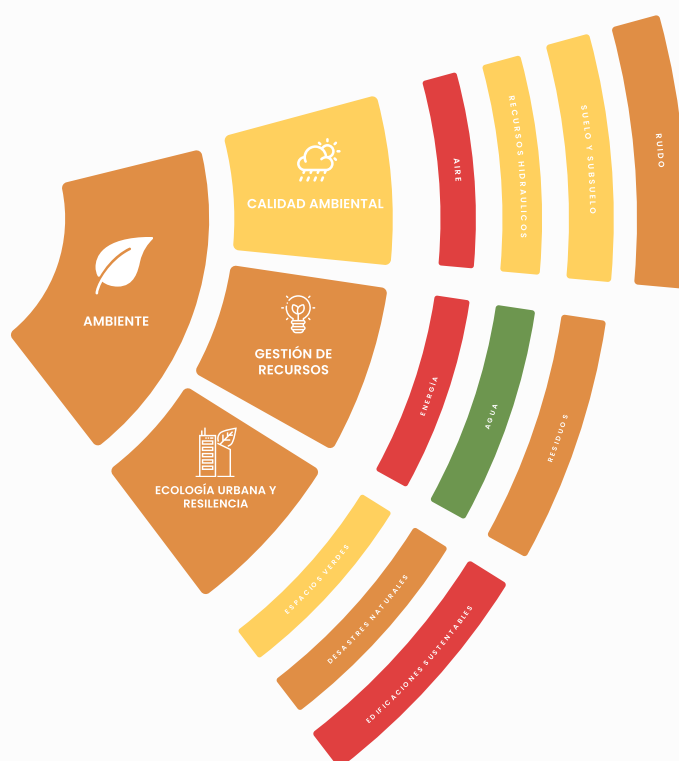 AMBIENTE
CALIDAD AMBIENTAL
AIRE
RECURSOS HIDRAULICOS
SUELO Y SUBSUELO
RUIDO
GESTIÓN DE
RECURSOS
ENERGÍA
AGUA
RESIDUOS
ECOLOGÍA URBANA Y
RESILENCIA
ESPACIOS VERDES
DESASTRES NATURALES
EDIFICACIONES SUSTENTABLES